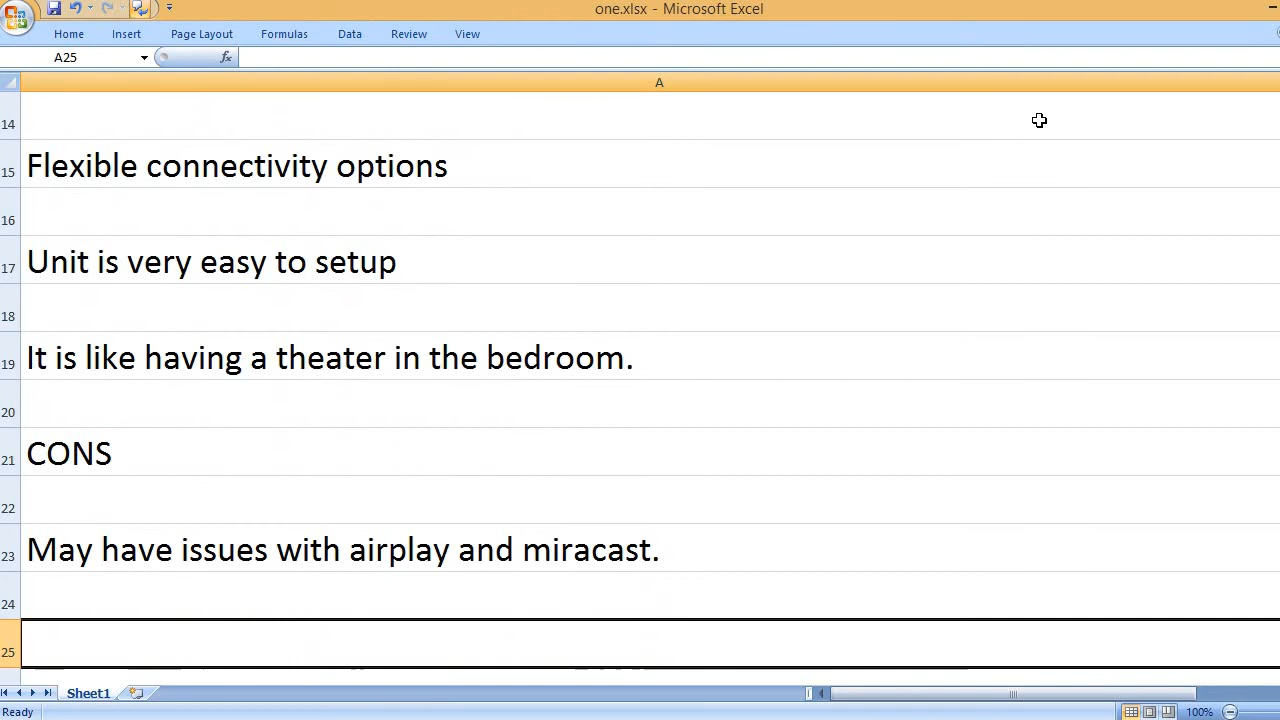 one.xlsx - Microsoft Excel
Home Insert Page Layout Formulas Data Review View
A25 fx
A
14
15 Flexible connectivity options
16
17 Unit is very easy to setup
18
19 It is like having a theater in the bedroom.
20
21 CONS
22
23 May have issues with airplay and miracast.
24
25
Sheet1
Ready 100%